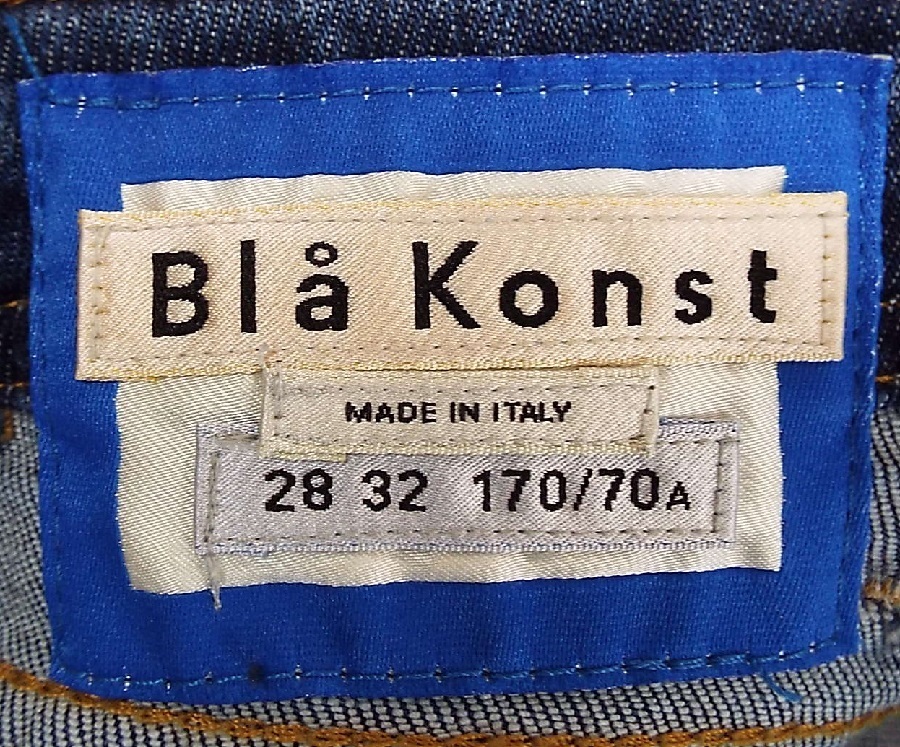 Blå Konst
MADE IN ITALY
28 32 170/70A